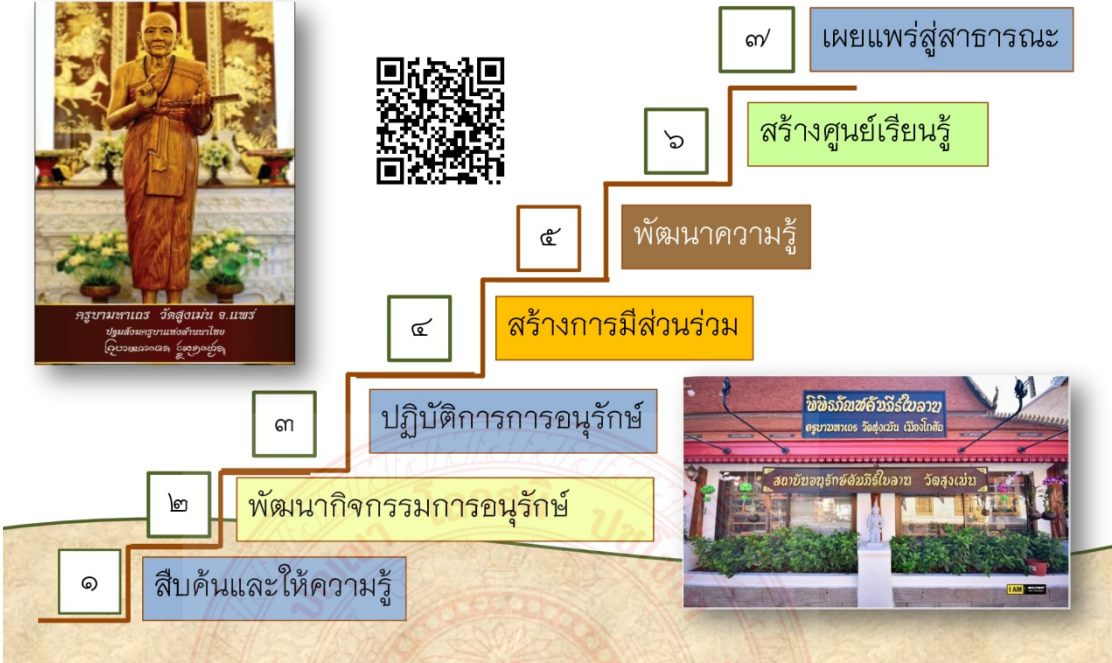 ๗
เผยแพร่สู่สาธารณะ
๖
สร้างศูนย์เรียนรู้
๕
พัฒนาความรู้
๔
สร้างการมีส่วนร่วม
๓
ปฏิบัติการการอนุรักษ์
๒
พัฒนากิจกรรมการอนุรักษ์
๑
สืบค้นและให้ความรู้
ครูบามหาเถร วัดสูงเม่น จ.แพร่
ปฐมสังฆครูบาแห่งล้านนาไทย
พิพิธภัณฑ์คัมภีร์ใบลาน
ครูบามหาเถร วัดสูงเม่น เมืองโกศัย
สถาบันอนุรักษ์คัมภีร์ใบลาน วัดสูงเม่น
I AM
ปัญญา